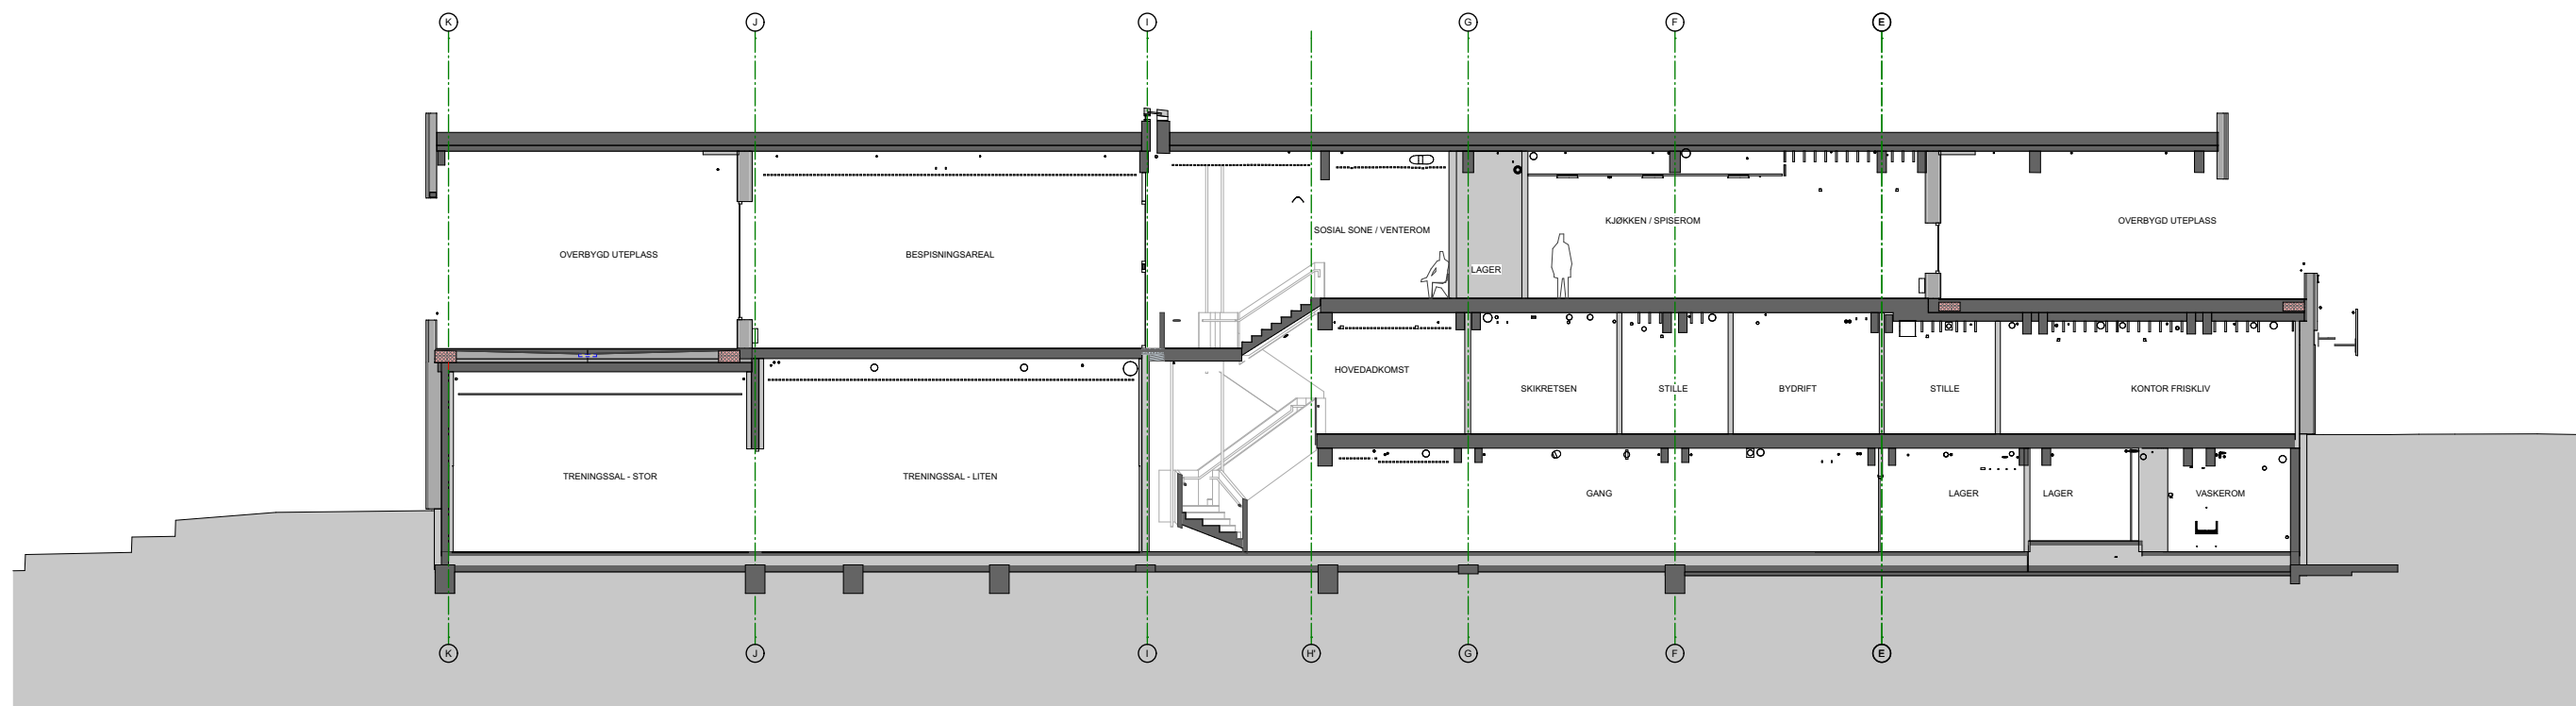 K J I G F E
SOSIAL SONE / VENTEROM
KJØKKEN / SPISEROM
OVERBYGD UTEPLASS
OVERBYGD UTEPLASS
BESPISNINGSAREAL
LAGER
HOVEDADKOMST
SKIKRETSEN
STILLE
BYDRIFT
STILLE
KONTOR FRISKLIV
TRENINGSSAL - STOR
TRENINGSSAL - LITEN
GANG
LAGER
LAGER
VASKEROM
K J I H' G F E